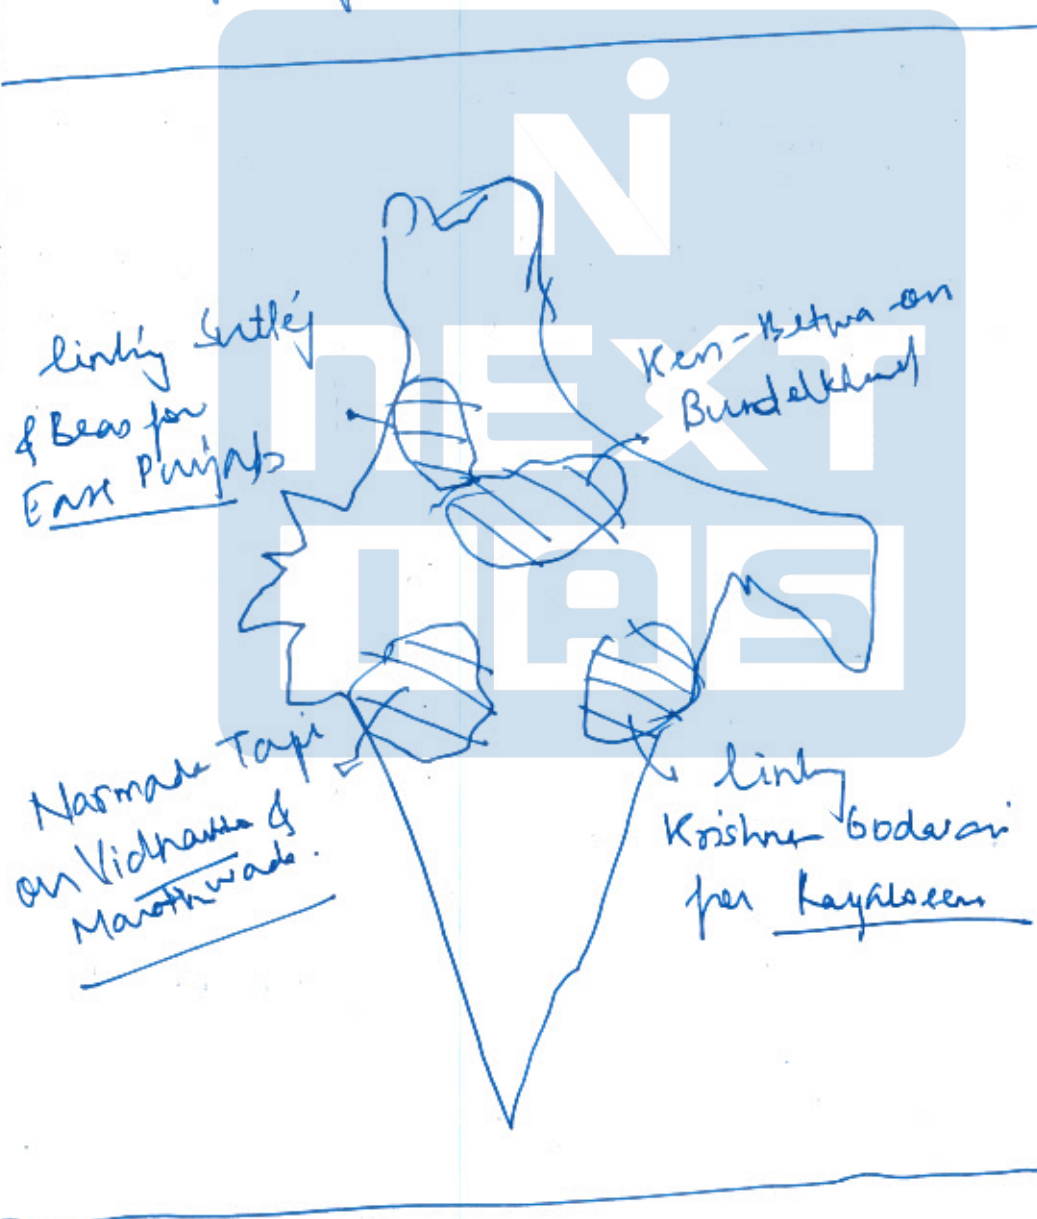 linking Sutlej
& Beas for
East Punjab
Ken-Betwa on
Bundelkhand
Narmada Tapi
on Vidharbha &
Marathwada.
linking
Krishna Godavari
for Rayalseema
NEXT
IAS